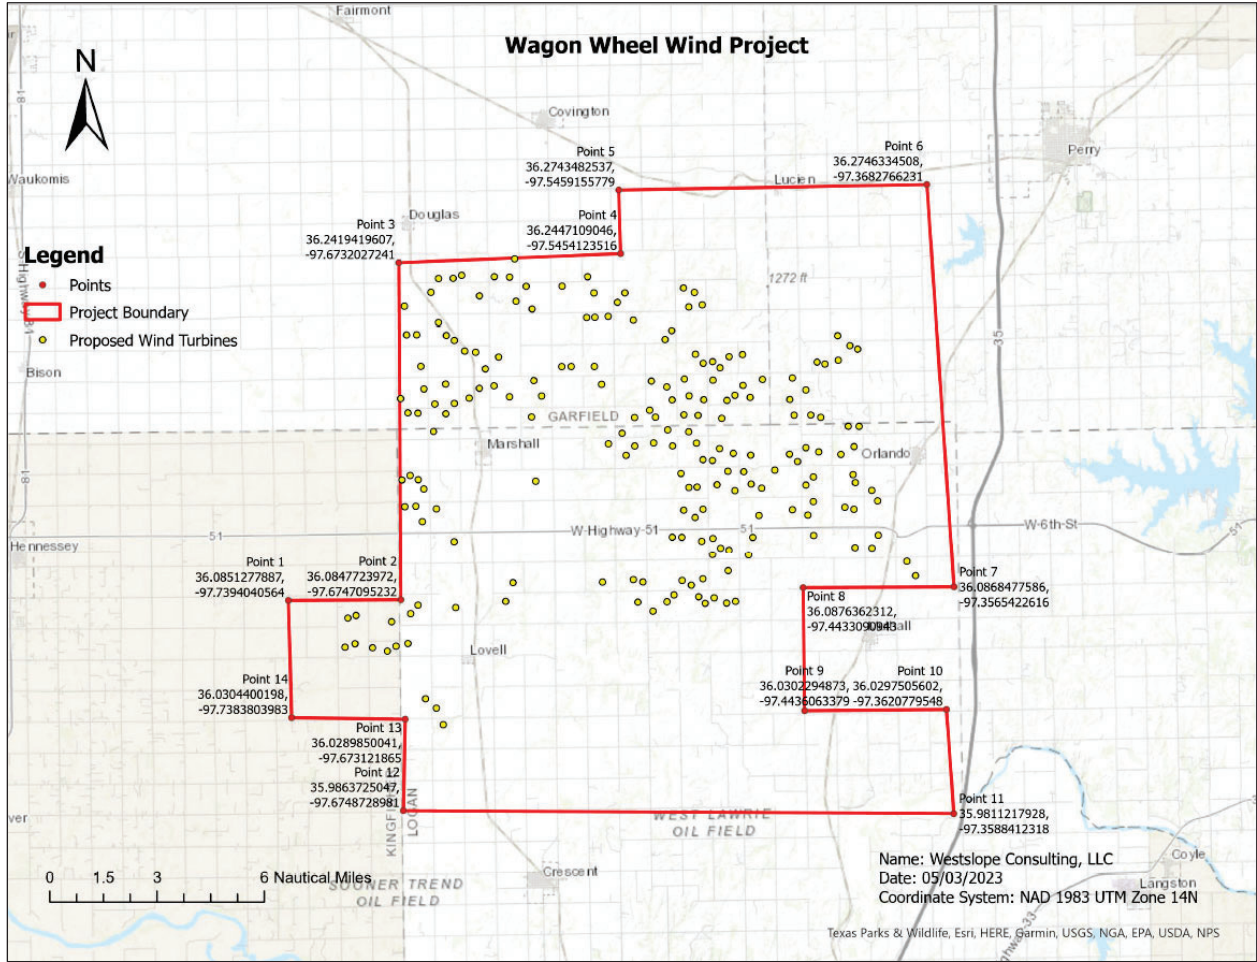 Fairmont
Wagon Wheel Wind Project
N
81
Covington
Point 5
36.2743482537,
-97.5459155779
Point 6
36.2746334508,
-97.3682766231
Perry
Waukomis
Lucien
Douglas
Point 3
36.2419419607,
-97.6732027241
Point 4
36.2447109046,
-97.5454123516
Legend
Points
Project Boundary
Proposed Wind Turbines
1272 ft
35
Bison
GARFIELD
Marshall
Orlando
81
51
W-Highway-51
51
W-6th-St
51
Hennessey
Point 1
36.0851277887,
-97.7394040564
Point 2
36.0847723972,
-97.6747095232
Point 7
36.0868477586,
-97.3565422616
Point 8
36.0876362312,
-97.4433090943
Lovell
Point 14
36.0304400198,
-97.7383803983
Point 9
36.0302294873,
-97.4436063379
Point 10
36.0297505602,
-97.3620779548
Point 13
36.0289850041,
-97.673121865
Point 12
35.9863725047,
-97.6748728981
Point 11
35.9811217928,
-97.3588412318
ver
LOGAN
WEST LAWRIE
OIL FIELD
0 1.5 3 6 Nautical Miles
SOONER TREND
OIL FIELD
Crescent
Name: Westslope Consulting, LLC
Date: 05/03/2023
Coordinate System: NAD 1983 UTM Zone 14N
Coyle
Langston
Texas Parks & Wildlife, Esri, HERE, Garmin, USGS, NGA, EPA, USDA, NPS